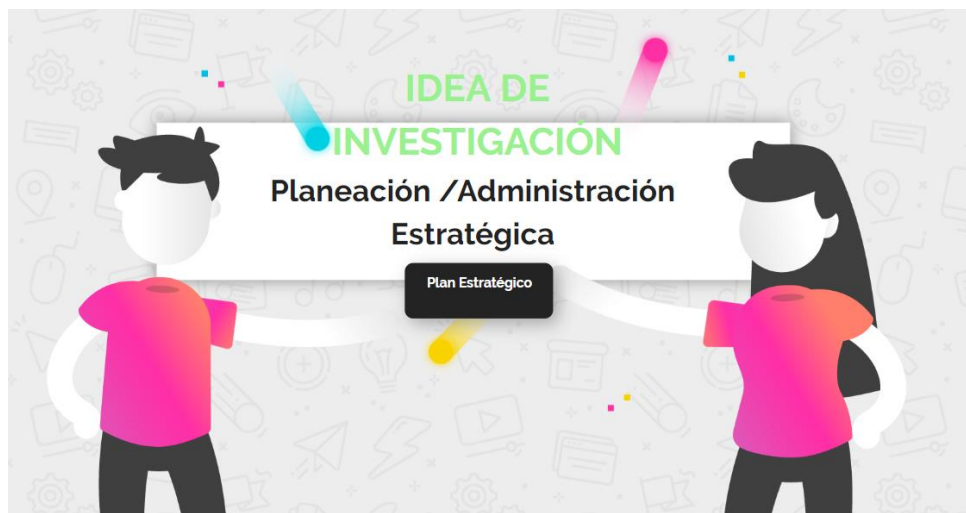 IDEA DE
INVESTIGACIÓN
Planeación /Administración
Estratégica
Plan Estratégico